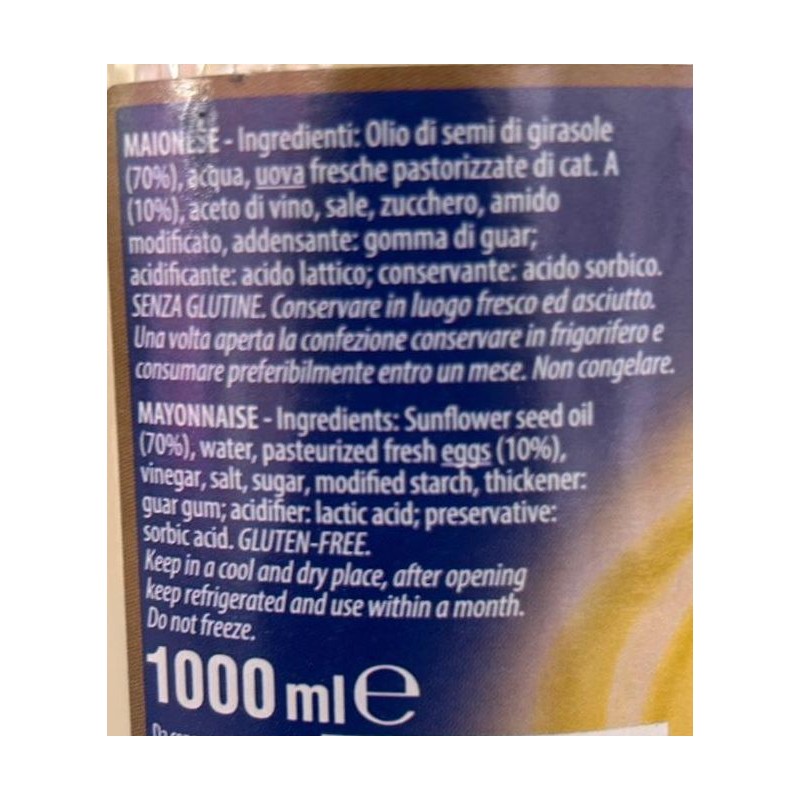 MAIONESE - Ingredienti: Olio di semi di girasole
(70%), acqua, uova fresche pastorizzate di cat. A
(10%), aceto di vino, sale, zucchero, amido
modificato, addensante: gomma di guar;
acidificante: acido lattico; conservante: acido sorbico.
SENZA GLUTINE. Conservare in luogo fresco ed asciutto.
Una volta aperta la confezione conservare in frigorifero e
consumare preferibilmente entro un mese. Non congelare.
MAYONNAISE - Ingredients: Sunflower seed oil
(70%), water, pasteurized fresh eggs (10%),
vinegar, salt, sugar, modified starch, thickener:
guar gum; acidifier: lactic acid; preservative:
sorbic acid. GLUTEN-FREE.
Keep in a cool and dry place, after opening
keep refrigerated and use within a month.
Do not freeze.
1000 ml e